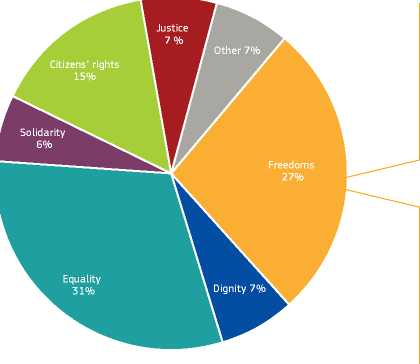 Justice
7 %
Other 7%
Citizens' rights
15%
Solidarity
6%
Freedoms
27%
Equality
31%
Dignity 7%